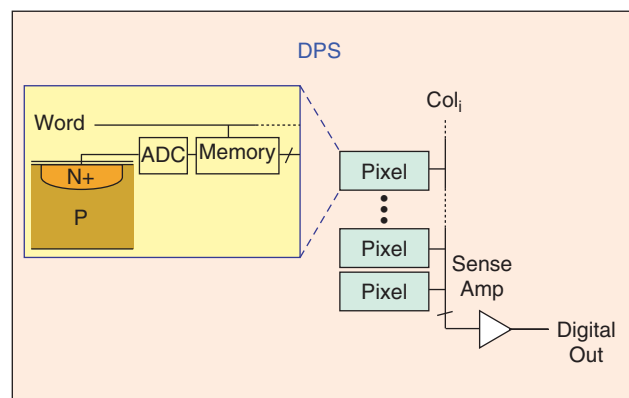 DPS
Word
ADC
Memory
N+
P
Col_i
Pixel
Pixel
Pixel
Sense
Amp
Digital
Out